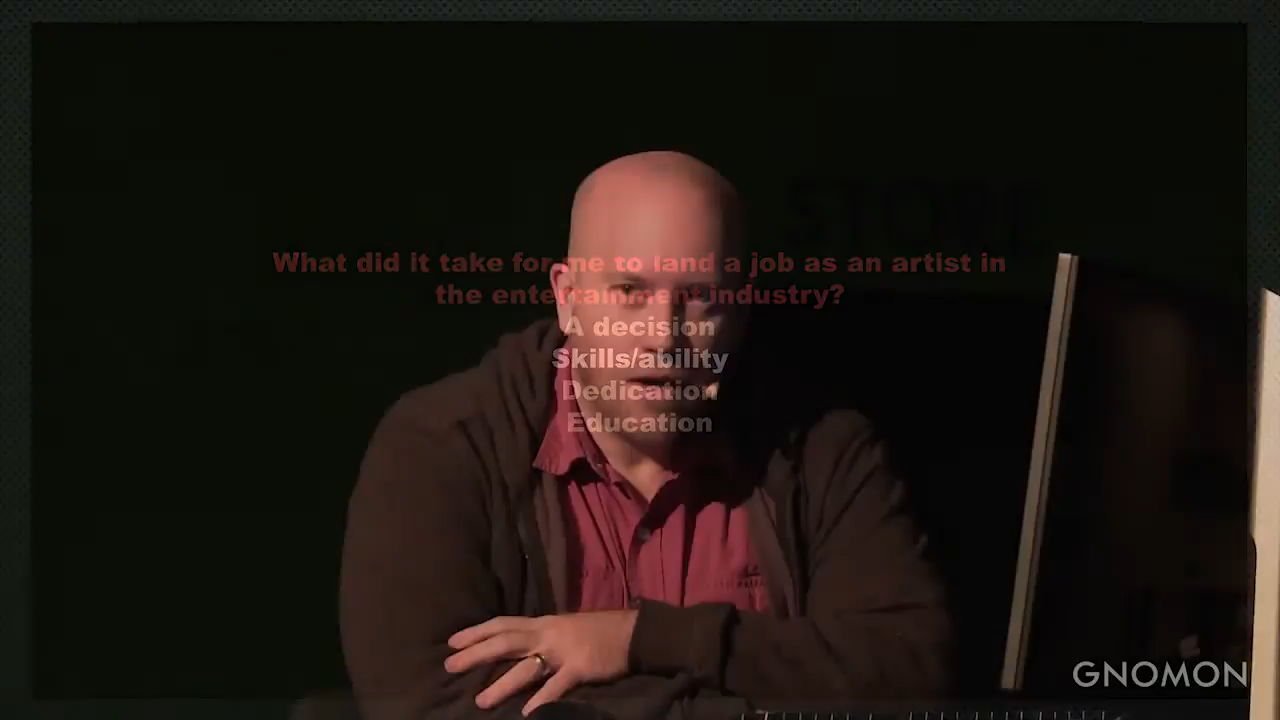 STORE
What did it take for me to land a job as an artist in
the entertainment industry?
A decision
Skills/ability
Dedication
Education
GNOMON